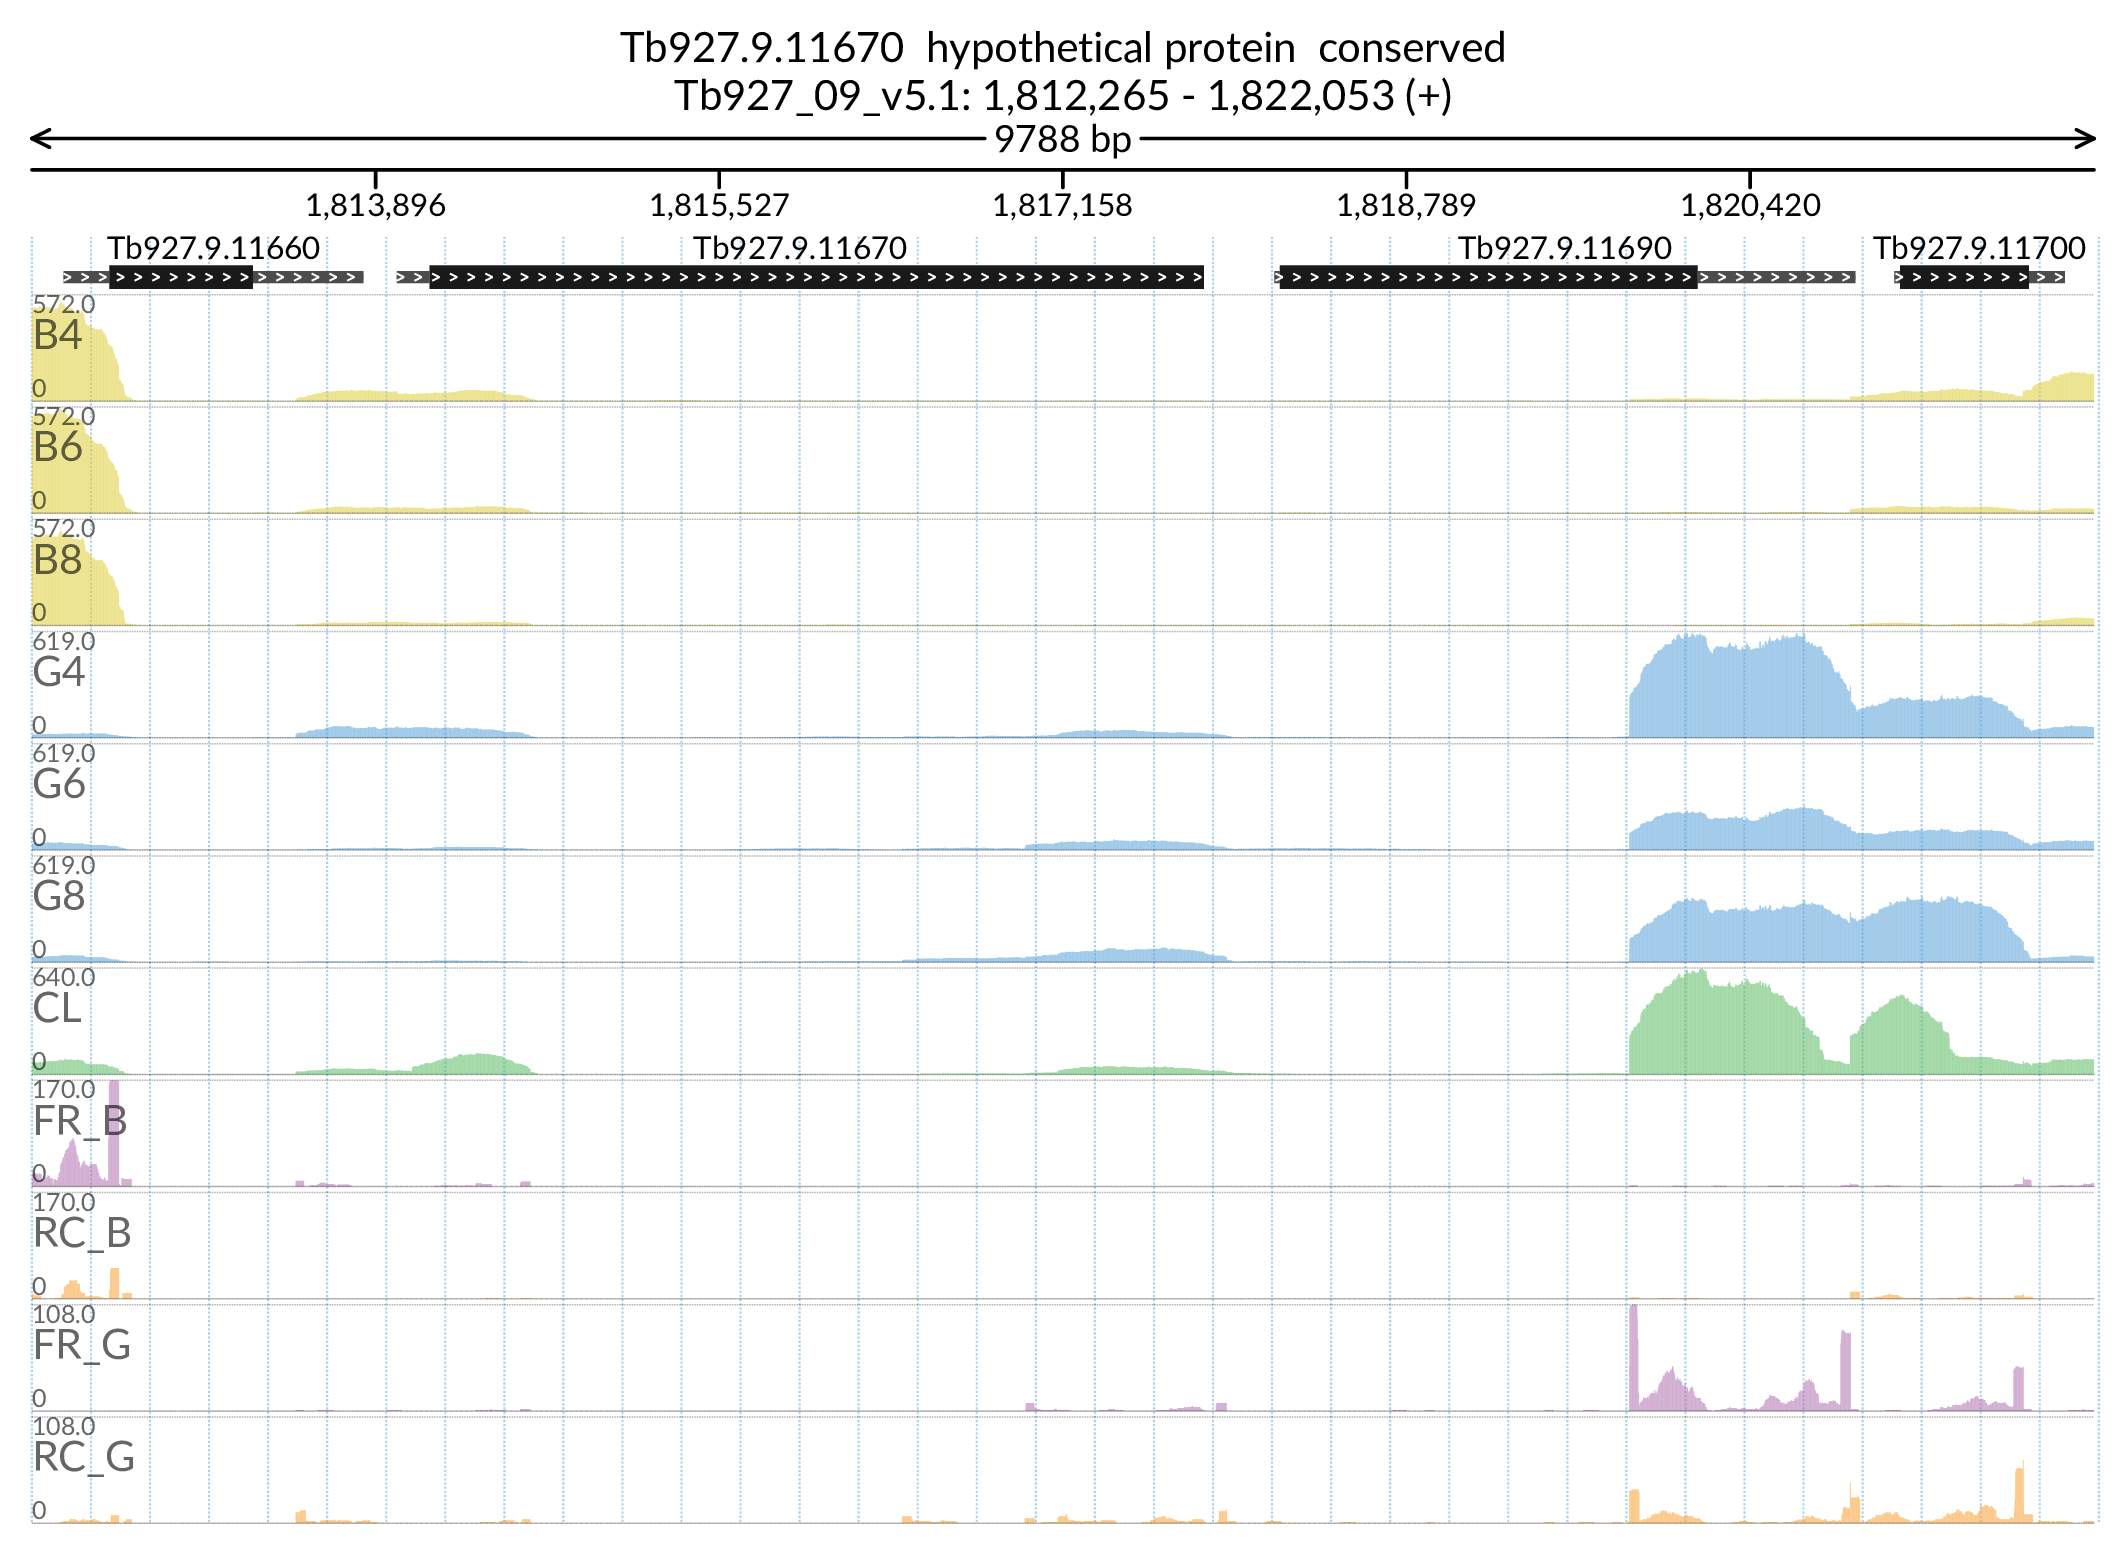 Tb927.9.11670  hypothetical protein  conserved
Tb927_09_v5.1: 1,812,265 - 1,822,053 (+)
9788 bp
1,813,896 1,815,527 1,817,158 1,818,789 1,820,420
Tb927.9.11660 Tb927.9.11670 Tb927.9.11690 Tb927.9.11700
572.0
B4
0
572.0
B6
0
572.0
B8
0
619.0
G4
0
619.0
G6
0
619.0
G8
0
640.0
CL
0
170.0
FR_B
0
170.0
RC_B
0
108.0
FR_G
0
108.0
RC_G
0